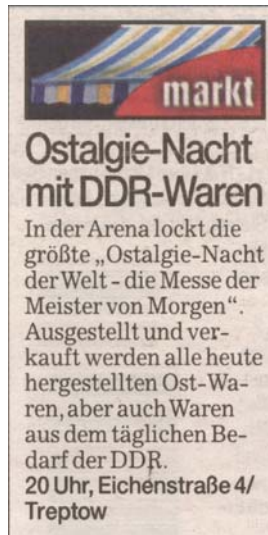 markt
Ostalgie-Nacht
mit DDR-Waren
In der Arena lockt die
größte „Ostalgie-Nacht
der Welt - die Messe der
Meister von Morgen“.
Ausgestellt und ver-
kauft werden alle heute
hergestellten Ost-Wa-
ren, aber auch Waren
aus dem täglichen Be-
darf der DDR.
20 Uhr, Eichenstraße 4/
Treptow